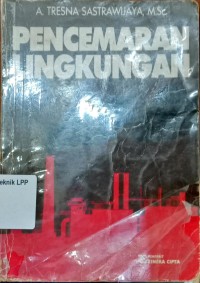 A. TRESNA SASTRAWIJAYA, M.Sc.
PENCEMARAN
LINGKUNGAN
eknik LPP
RINEKA CIPTA